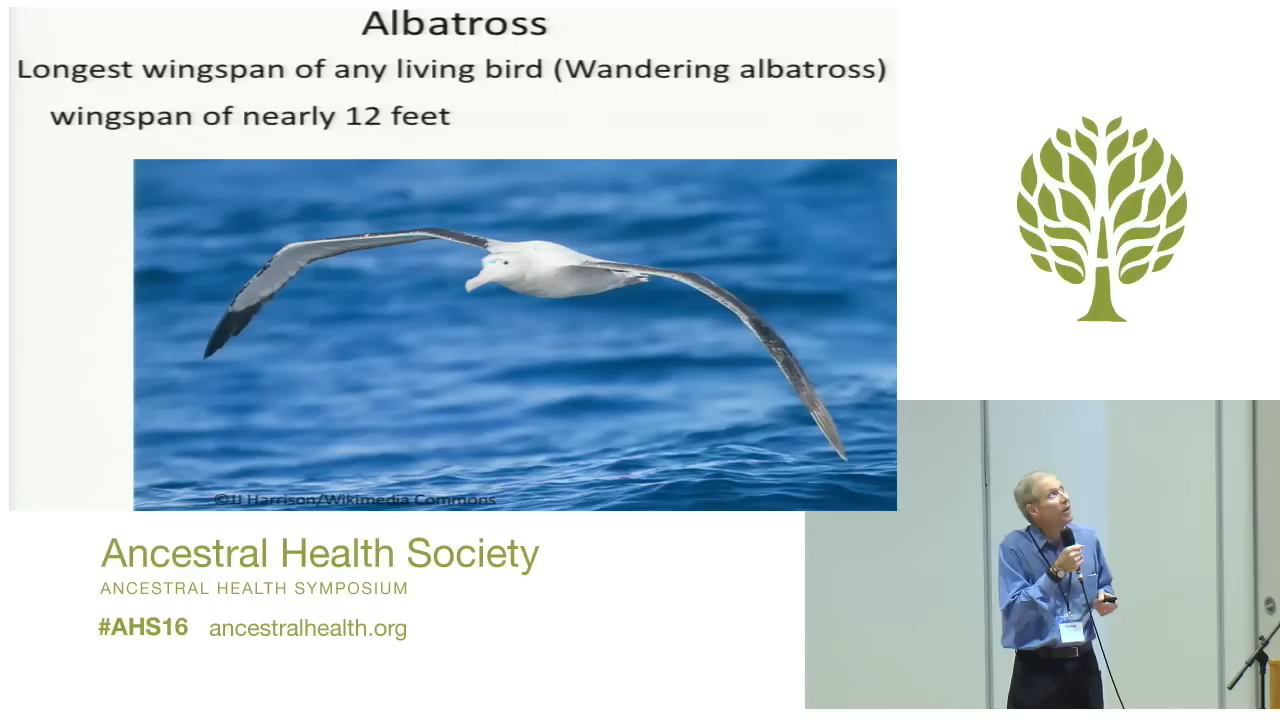 Albatross
Longest wingspan of any living bird (Wandering albatross)
wingspan of nearly 12 feet
©JJ Harrison/Wikimedia Commons
Ancestral Health Society
ANCESTRAL HEALTH SYMPOSIUM
#AHS16 ancestralhealth.org